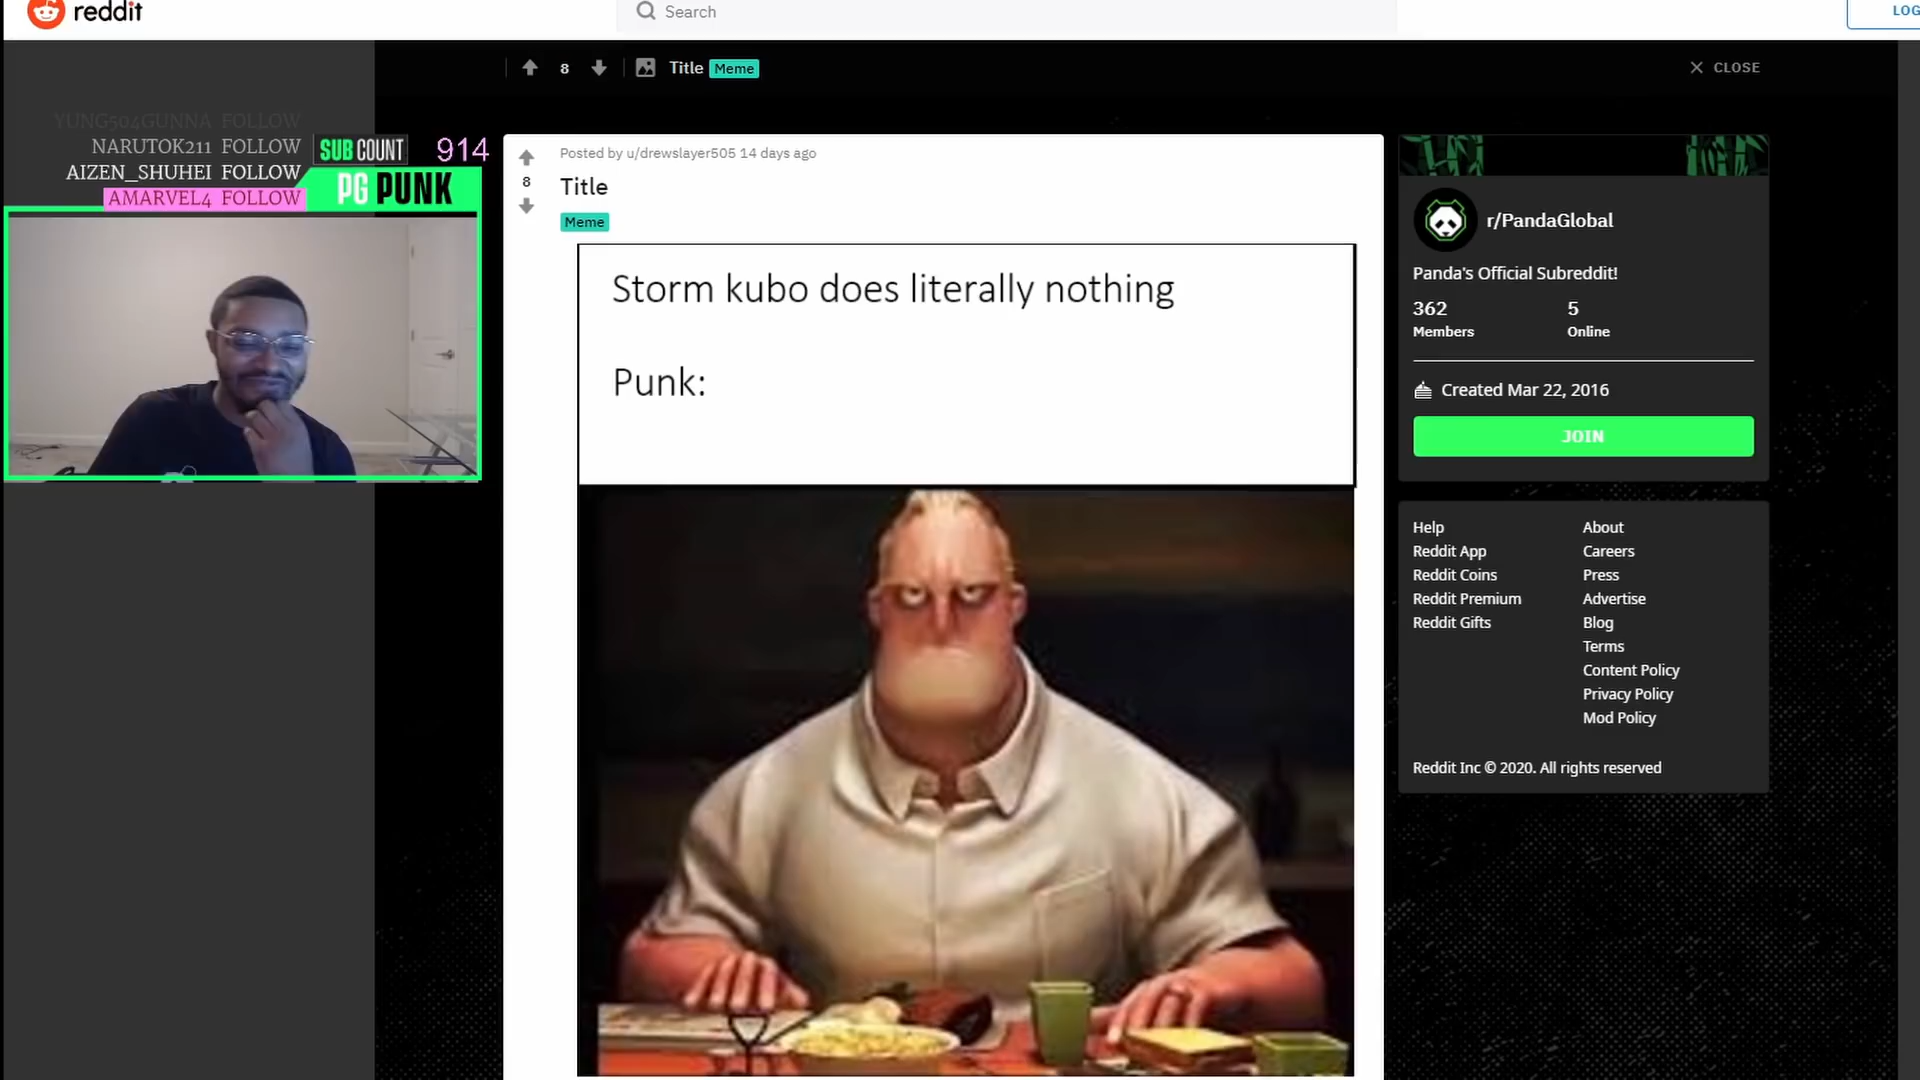 reddit
Search
LOG
8
Title Meme
CLOSE
YUNG504GUNNA FOLLOW
NARUTOK211 FOLLOW
AIZEN_SHUHEI FOLLOW
AMARVEL4 FOLLOW
SUB COUNT 914
PG PUNK
Posted by u/drewslayer505 14 days ago
8
Title
Meme
Storm kubo does literally nothing
Punk:
r/PandaGlobal
Panda's Official Subreddit!
362
Members
5
Online
Created Mar 22, 2016
JOIN
Help
Reddit App
Reddit Coins
Reddit Premium
Reddit Gifts
About
Careers
Press
Advertise
Blog
Terms
Content Policy
Privacy Policy
Mod Policy
Reddit Inc © 2020. All rights reserved